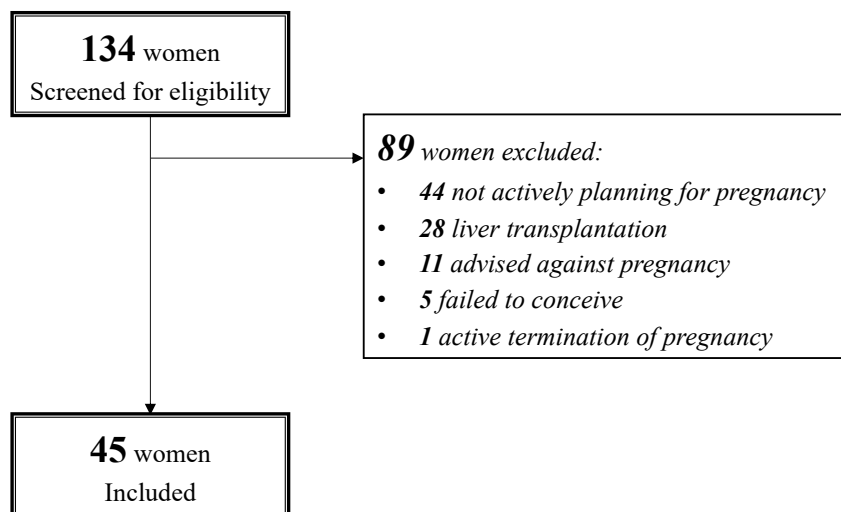 134 women
Screened for eligibility
89 women excluded:
• 44 not actively planning for pregnancy
• 28 liver transplantation
• 11 advised against pregnancy
• 5 failed to conceive
• 1 active termination of pregnancy
45 women
Included